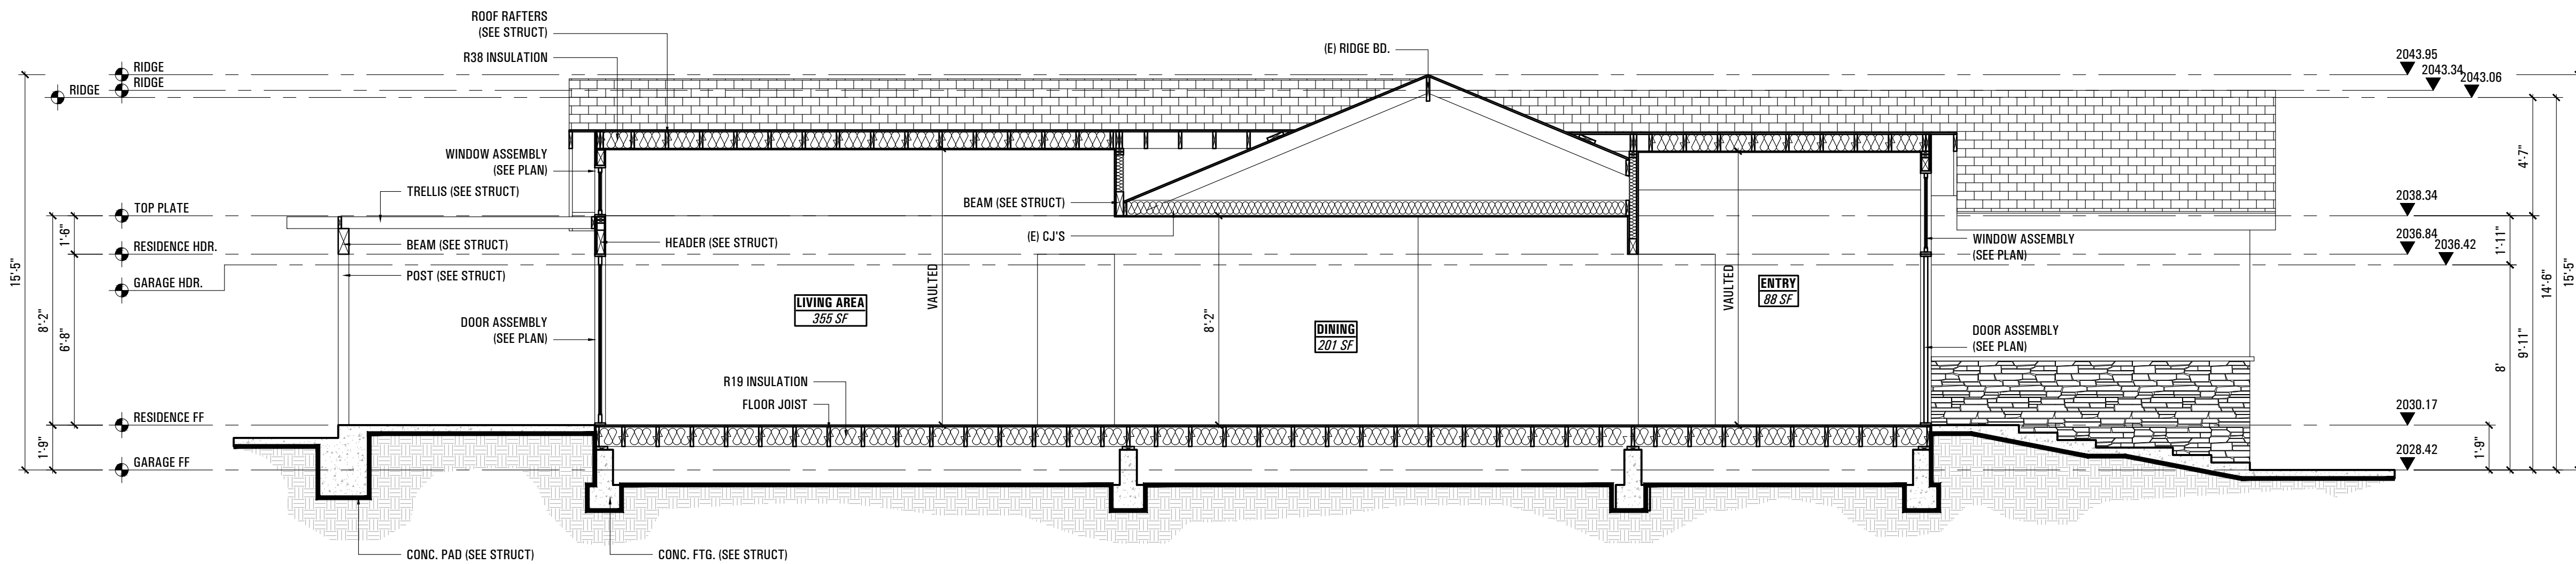 ROOF RAFTERS
(SEE STRUCT)
R38 INSULATION
(E) RIDGE BD.
RIDGE
RIDGE
RIDGE
2043.95
2043.34
2043.06
WINDOW ASSEMBLY
(SEE PLAN)
TRELLIS (SEE STRUCT)
TOP PLATE
BEAM (SEE STRUCT)
2038.34
4'-7"
1'-6"
RESIDENCE HDR.
BEAM (SEE STRUCT)
HEADER (SEE STRUCT)
(E) CJ'S
WINDOW ASSEMBLY
(SEE PLAN)
2036.84
2036.42
1'-11"
POST (SEE STRUCT)
GARAGE HDR.
15'-5"
VAULTED
VAULTED
ENTRY
88 SF
14'-6"
15'-5"
LIVING AREA
355 SF
8'-2"
6'-8"
DOOR ASSEMBLY
(SEE PLAN)
8'-2"
DINING
201 SF
DOOR ASSEMBLY
(SEE PLAN)
9'-11"
8'
R19 INSULATION
FLOOR JOIST
RESIDENCE FF
2030.17
1'-9"
1'-9"
GARAGE FF
2028.42
CONC. PAD (SEE STRUCT)
CONC. FTG. (SEE STRUCT)